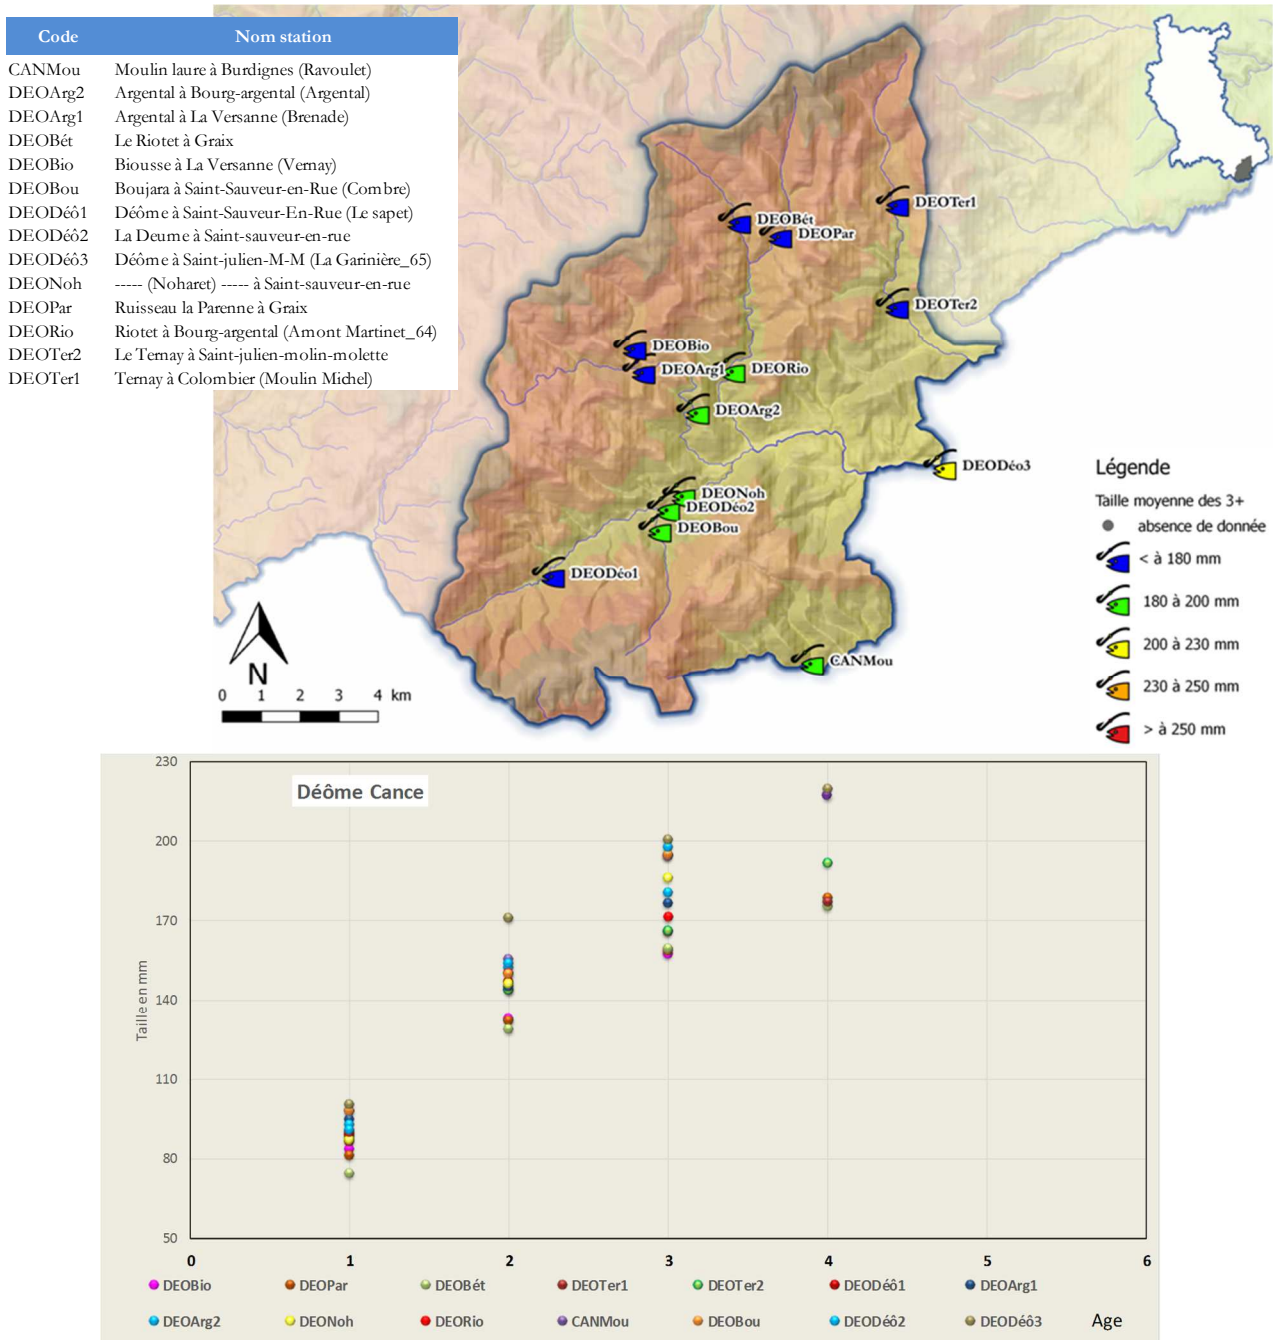 Code Nom station
CANMou Moulin laure à Burdignes (Ravoulet)
DEOArg2 Argental à Bourg-argental (Argental)
DEOArg1 Argental à La Versanne (Brenade)
DEOBét Le Riotet à Graix
DEOBio Biousse à La Versanne (Vernay)
DEOBou Boujara à Saint-Sauveur-en-Rue (Combre)
DEODéô1 Déôme à Saint-Sauveur-En-Rue (Le sapet)
DEODéô2 La Deume à Saint-sauveur-en-rue
DEODéô3 Déôme à Saint-julien-M-M (La Garinière_65)
DEONoh ----- (Noharet) ----- à Saint-sauveur-en-rue
DEOPar Ruisseau la Parenne à Graix
DEORio Riotet à Bourg-argental (Amont Martinet_64)
DEOTer2 Le Ternay à Saint-julien-molin-molette
DEOTer1 Ternay à Colombier (Moulin Michel)
DEOTer1
DEOBét
DEOPar
DEOTer2
DEOBio
DEOArg1
DEORio
DEOArg2
DEODéo3
DEONoh
DEODéo2
DEOBou
DEODéo1
CANMou
N
0 1 2 3 4 km
Légende
Taille moyenne des 3+
absence de donnée
< à 180 mm
180 à 200 mm
200 à 230 mm
230 à 250 mm
> à 250 mm
Déôme Cance
Taille en mm
230
200
170
140
110
80
50
0 1 2 3 4 5 6
DEOBio DEOPar DEOBét DEOTer1 DEOTer2 DEODéô1 DEOArg1
DEOArg2 DEONoh DEORio CANMou DEOBou DEODéô2 DEODéô3
Age